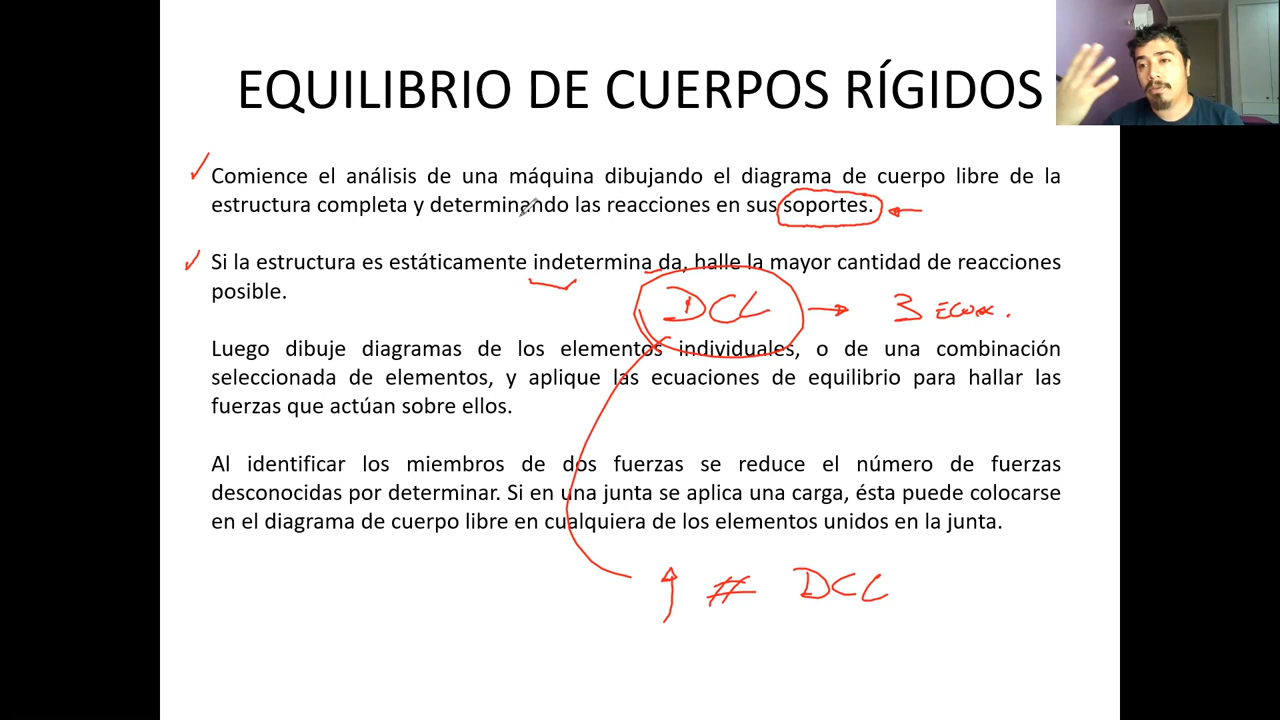 EQUILIBRIO DE CUERPOS RÍGIDOS
Comience el análisis de una máquina dibujando el diagrama de cuerpo libre de la
estructura completa y determinando las reacciones en sus soportes.
Si la estructura es estáticamente indetermina da, halle la mayor cantidad de reacciones
posible.
DCL → 3 ECUAC.
Luego dibuje diagramas de los elementos individuales, o de una combinación
seleccionada de elementos, y aplique las ecuaciones de equilibrio para hallar las
fuerzas que actúan sobre ellos.
Al identificar los miembros de dos fuerzas se reduce el número de fuerzas
desconocidas por determinar. Si en una junta se aplica una carga, ésta puede colocarse
en el diagrama de cuerpo libre en cualquiera de los elementos unidos en la junta.
↑ # DCL